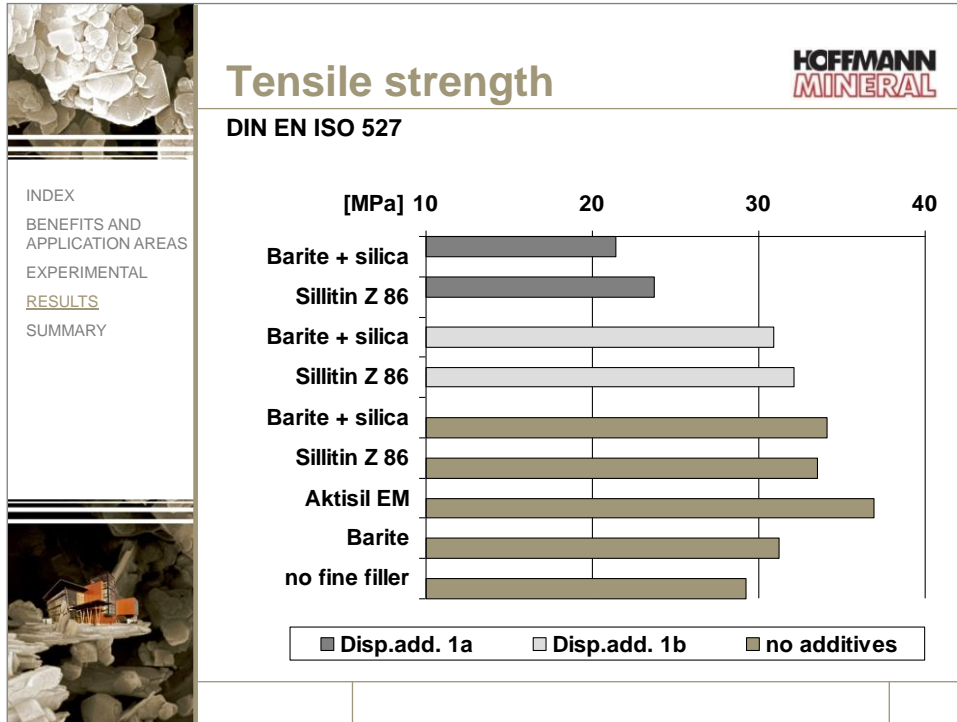 Tensile strength
HOFFMANN
MINERAL
DIN EN ISO 527
INDEX
BENEFITS AND
APPLICATION AREAS
EXPERIMENTAL
RESULTS
SUMMARY
[MPa] 10 20 30 40
Barite + silica
Sillitin Z 86
Barite + silica
Sillitin Z 86
Barite + silica
Sillitin Z 86
Aktisil EM
Barite
no fine filler
Disp.add. 1a Disp.add. 1b no additives